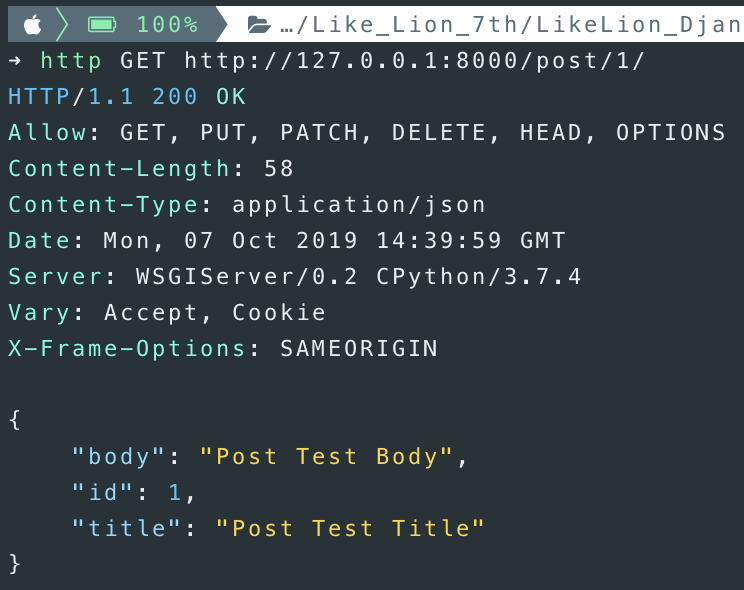 100% …/Like_Lion_7th/LikeLion_Djan
→ http GET http://127.0.0.1:8000/post/1/
HTTP/1.1 200 OK
Allow: GET, PUT, PATCH, DELETE, HEAD, OPTIONS
Content-Length: 58
Content-Type: application/json
Date: Mon, 07 Oct 2019 14:39:59 GMT
Server: WSGIServer/0.2 CPython/3.7.4
Vary: Accept, Cookie
X-Frame-Options: SAMEORIGIN
{
    "body": "Post Test Body",
    "id": 1,
    "title": "Post Test Title"
}